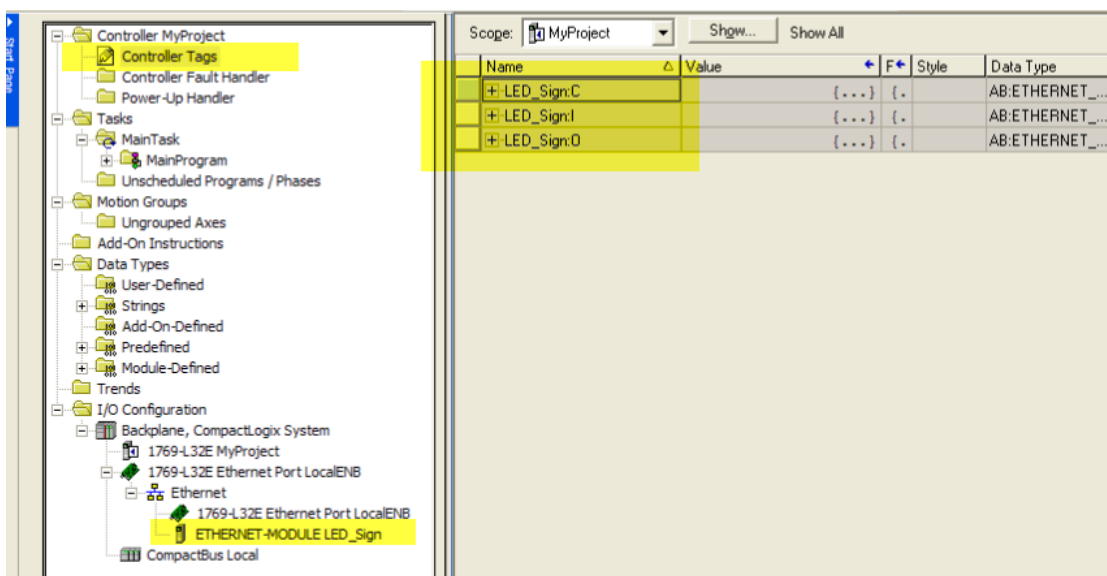 Start Page
Controller MyProject
Controller Tags
Controller Fault Handler
Power-Up Handler
Tasks
MainTask
MainProgram
Unscheduled Programs / Phases
Motion Groups
Ungrouped Axes
Add-On Instructions
Data Types
User-Defined
Strings
Add-On-Defined
Predefined
Module-Defined
Trends
I/O Configuration
Backplane, CompactLogix System
1769-L32E MyProject
1769-L32E Ethernet Port LocalENB
Ethernet
1769-L32E Ethernet Port LocalENB
ETHERNET-MODULE LED_Sign
CompactBus Local
Scope: MyProject Show... Show All
Name Value F Style Data Type
LED_Sign:C {...} {. AB:ETHERNET_...
LED_Sign:I {...} {. AB:ETHERNET_...
LED_Sign:O {...} {. AB:ETHERNET_...